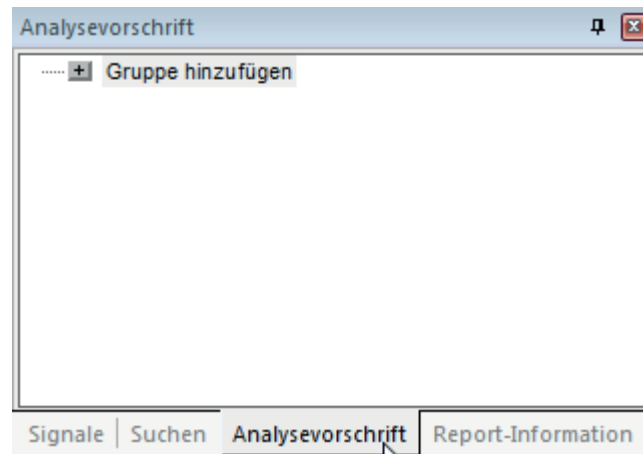 Analysevorschrift
Gruppe hinzufügen
Signale Suchen Analysevorschrift Report-Information